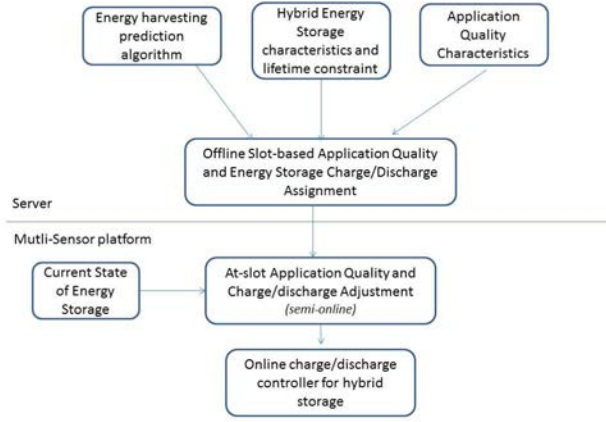 Energy harvesting
prediction
algorithm
Hybrid Energy
Storage
characteristics and
lifetime constraint
Application
Quality
Characteristics
Offline Slot-based Application Quality
and Energy Storage Charge/Discharge
Assignment
Server
Mutli-Sensor platform
Current State
of Energy
Storage
At-slot Application Quality and
Charge/discharge Adjustment
(semi-online)
Online charge/discharge
controller for hybrid
storage